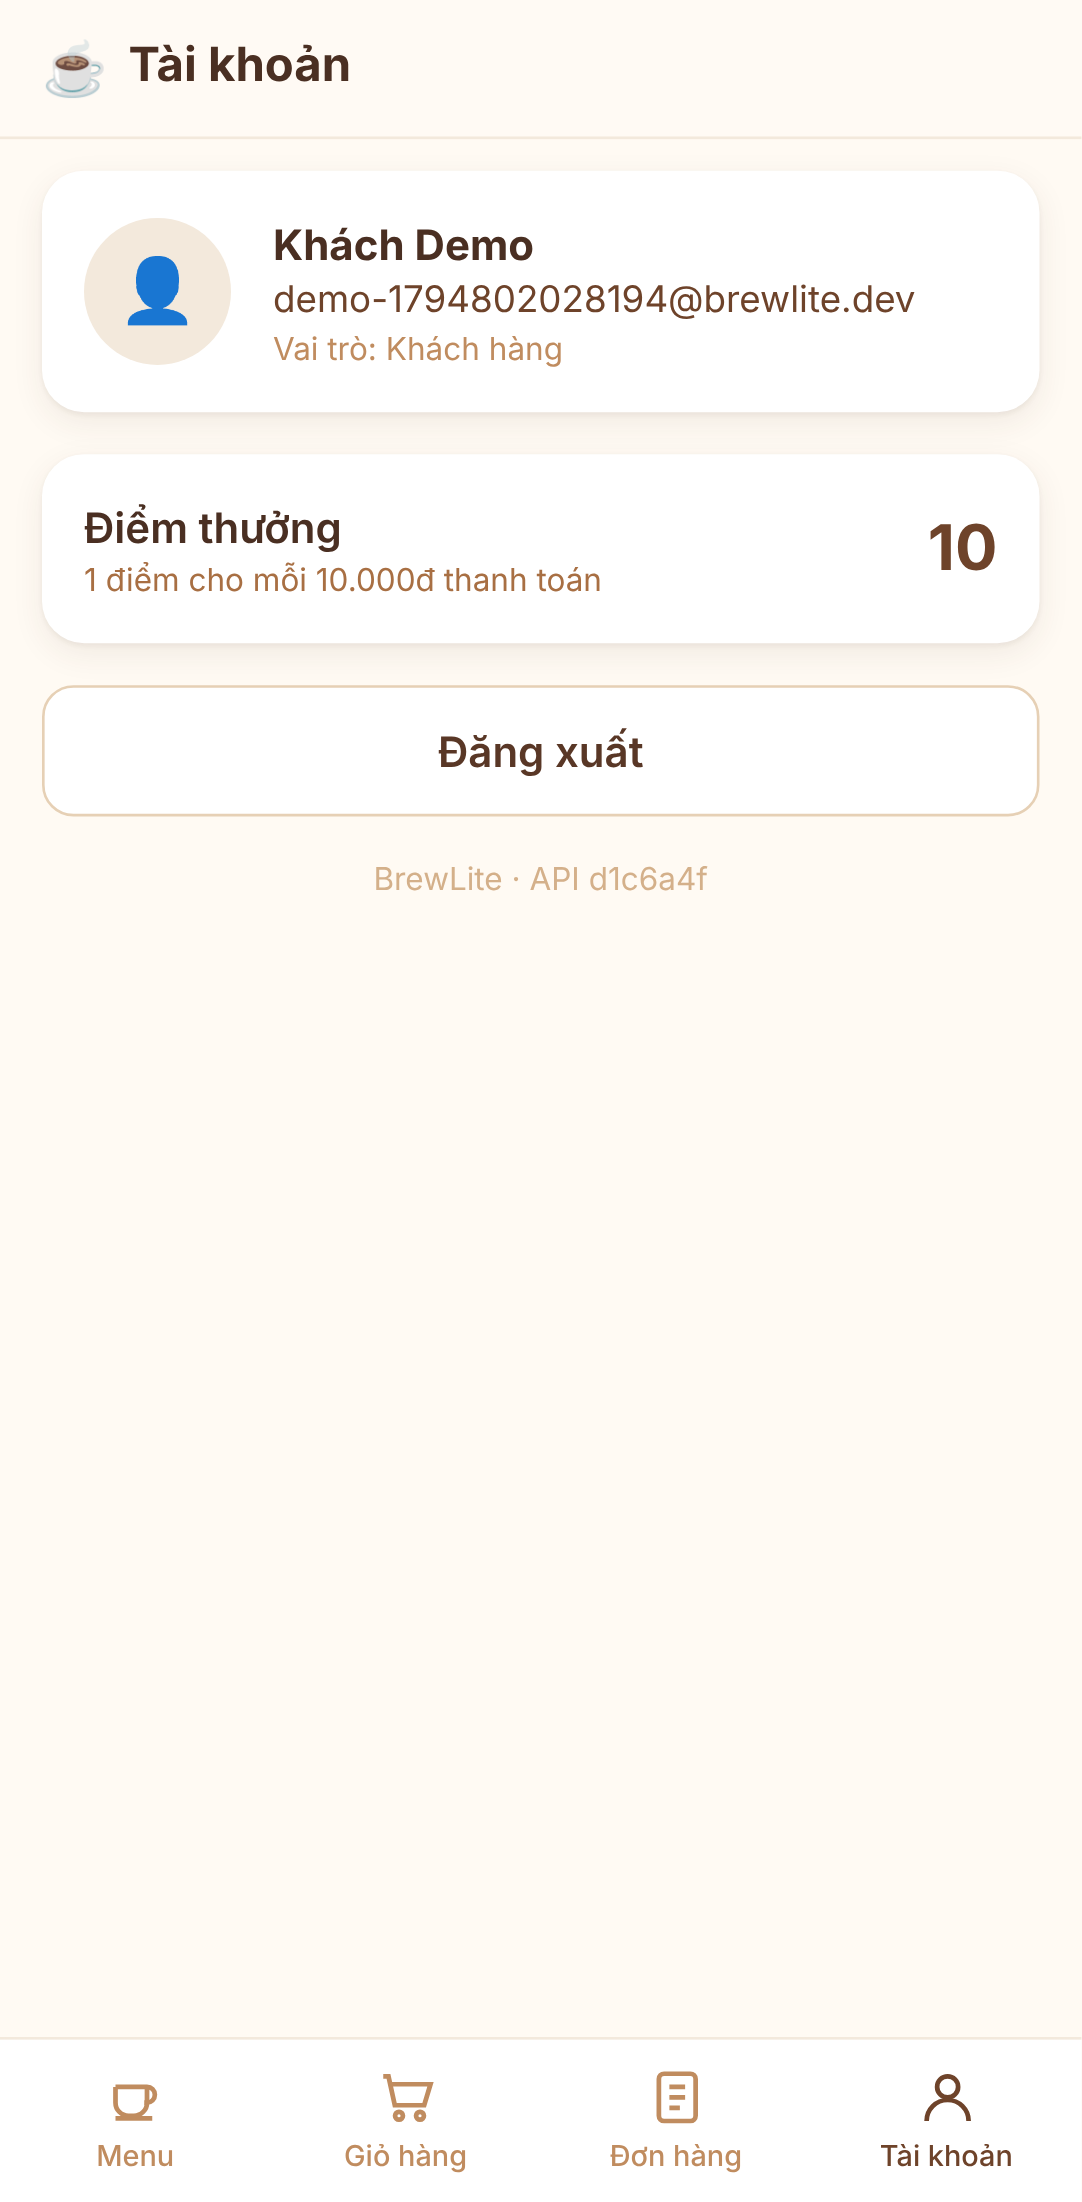 Tài khoản
Khách Demo
demo-1794802028194@brewlite.dev
Vai trò: Khách hàng
Điểm thưởng
1 điểm cho mỗi 10.000đ thanh toán
10
Đăng xuất
BrewLite · API d1c6a4f
Menu
Giỏ hàng
Đơn hàng
Tài khoản